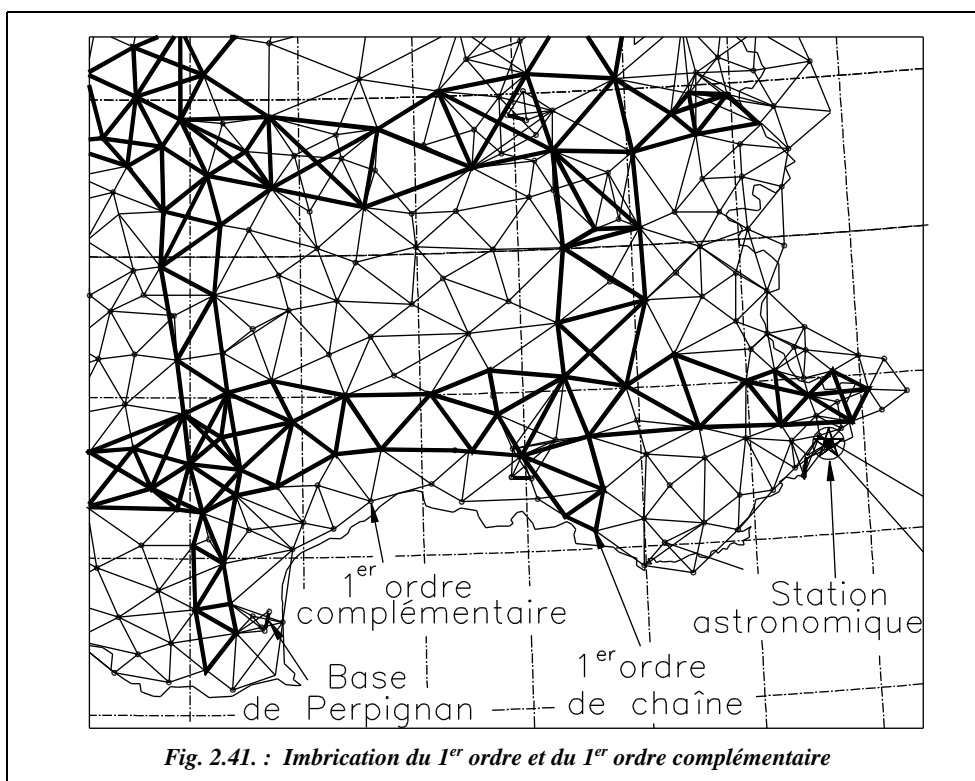 1er ordre
complémentaire
Base
de Perpignan
1er ordre
de chaîne
Station
astronomique
Fig. 2.41. : Imbrication du 1er ordre et du 1er ordre complémentaire